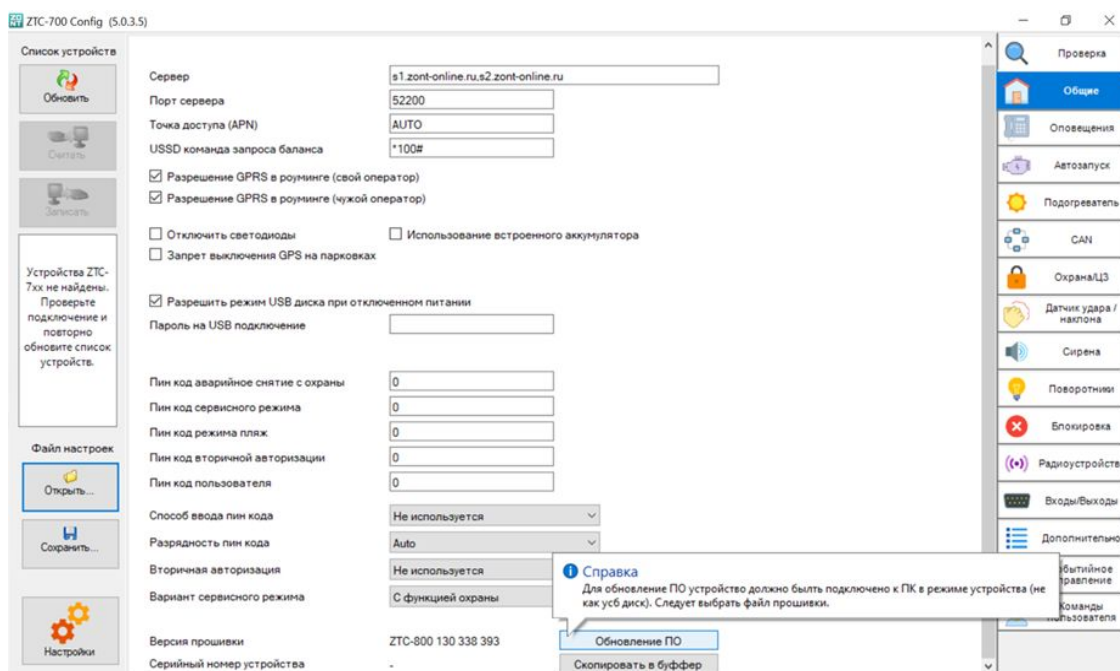 ZONT ZTC-700 Config (5.0.3.5)
Список устройств
Обновить
Считать
Записать
Устройства ZTC-
7xx не найдены.
Проверьте
подключение и
повторно
обновите список
устройств.
Файл настроек
Открыть...
Сохранить...
Настройки
Сервер s1.zont-online.ru,s2.zont-online.ru
Порт сервера 52200
Точка доступа (APN) AUTO
USSD команда запроса баланса *100#
Разрешение GPRS в роуминге (свой оператор)
Разрешение GPRS в роуминге (чужой оператор)
Отключить светодиоды Использование встроенного аккумулятора
Запрет выключения GPS на парковках
Разрешить режим USB диска при отключенном питании
Пароль на USB подключение
Пин код аварийное снятие с охраны 0
Пин код сервисного режима 0
Пин код режима пляж 0
Пин код вторичной авторизации 0
Пин код пользователя 0
Способ ввода пин кода Не используется
Разрядность пин кода Auto
Вторичная авторизация Не используется
Вариант сервисного режима С функцией охраны
Справка
Для обновление ПО устройство должно быльть подключено к ПК в режиме устройства (не
как усб диск). Следует выбрать файл прошивки.
Версия прошивки ZTC-800 130 338 393 Обновление ПО
Серийный номер устройства - Скопировать в буффер
Проверка
Общие
Оповещения
Автозапуск
Подогреватель
CAN
Охрана/ЦЗ
Датчик удара /
наклона
Сирена
Поворотники
Блокировка
Радиоустройств
Входы/Выходы
Дополнительно
бытийное
правление
Команды
пользователя